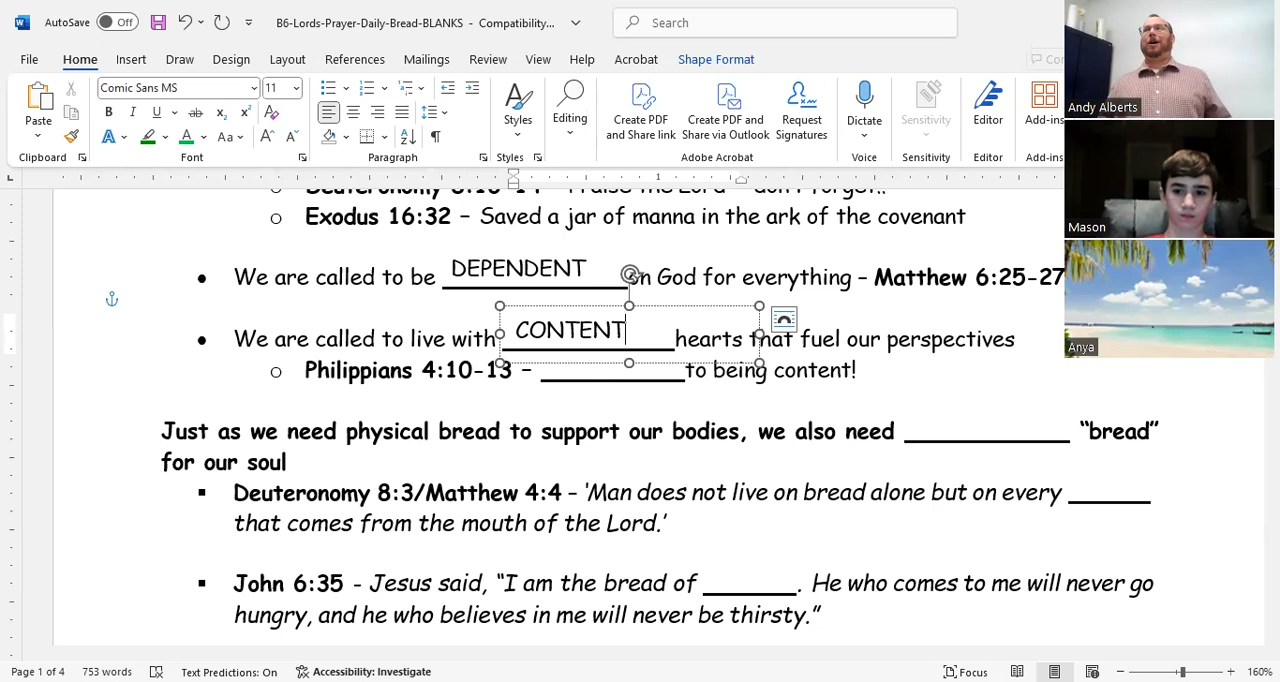 AutoSave Off B6-Lords-Prayer-Daily-Bread-BLANKS - Compatibility... Search
File Home Insert Draw Design Layout References Mailings Review View Help Acrobat Shape Format
Paste
Clipboard
Comic Sans MS 11
Font
Paragraph
Styles
Styles
Editing
Create PDF and Share link
Create PDF and Share via Outlook
Request Signatures
Adobe Acrobat
Dictate
Voice
Sensitivity
Sensitivity
Editor
Editor
Add-ins
Add-ins
Andy Alberts
Mason
Anya
1
○ Exodus 16:32 – Saved a jar of manna in the ark of the covenant
• We are called to be DEPENDENT on God for everything – Matthew 6:25-27
• We are called to live with CONTENT hearts that fuel our perspectives
○ Philippians 4:10-13 – ____________to being content!
Just as we need physical bread to support our bodies, we also need ____________ “bread”
for our soul
▪ Deuteronomy 8:3/Matthew 4:4 – ‘Man does not live on bread alone but on every ______
that comes from the mouth of the Lord.’
▪ John 6:35 - Jesus said, “I am the bread of _______. He who comes to me will never go
hungry, and he who believes in me will never be thirsty.”
Page 1 of 4 753 words Text Predictions: On Accessibility: Investigate Focus 160%